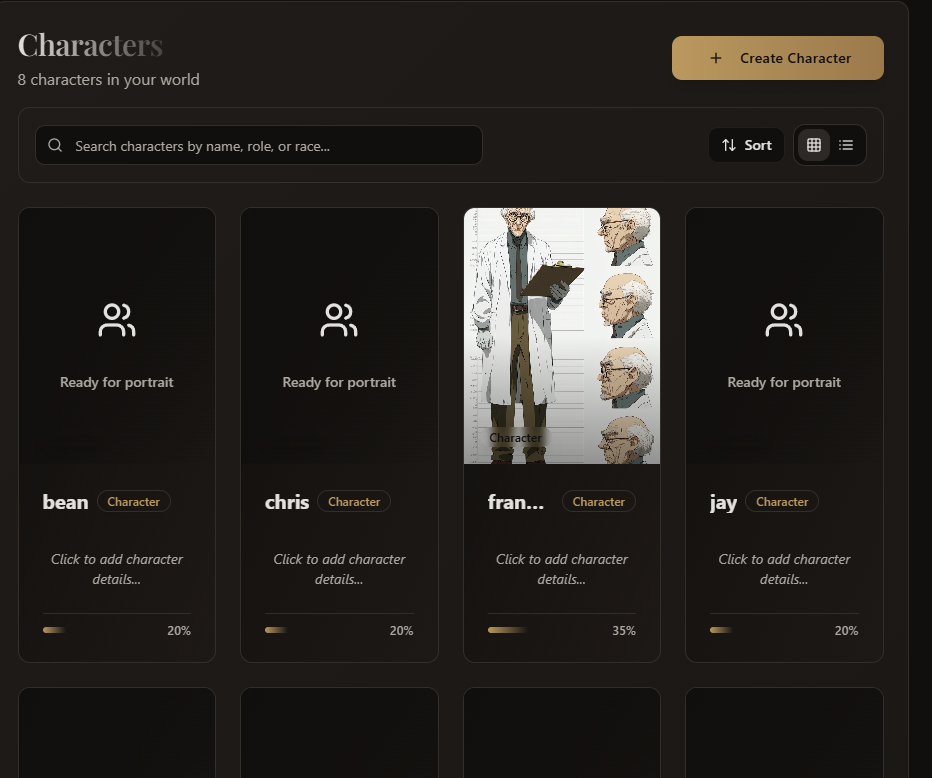 Characters
8 characters in your world
Create Character
Search characters by name, role, or race...
Sort
Ready for portrait
Ready for portrait
Character
Ready for portrait
bean Character
chris Character
fran... Character
jay Character
Click to add character
details...
Click to add character
details...
Click to add character
details...
Click to add character
details...
20%
20%
35%
20%